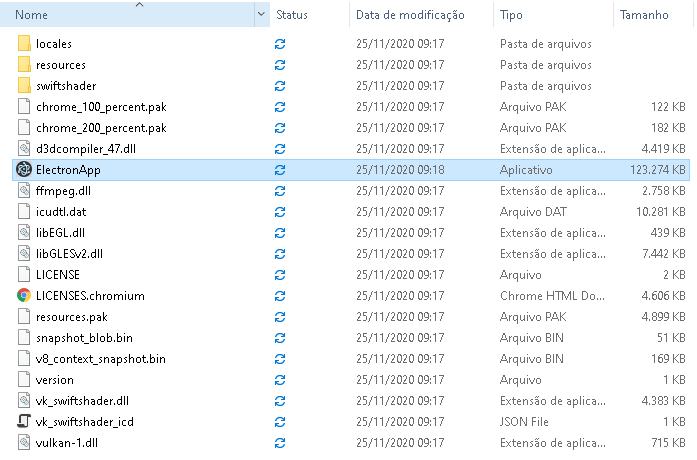 Nome Status Data de modificação Tipo Tamanho
locales 25/11/2020 09:17 Pasta de arquivos
resources 25/11/2020 09:17 Pasta de arquivos
swiftshader 25/11/2020 09:17 Pasta de arquivos
chrome_100_percent.pak 25/11/2020 09:17 Arquivo PAK 122 KB
chrome_200_percent.pak 25/11/2020 09:17 Arquivo PAK 182 KB
d3dcompiler_47.dll 25/11/2020 09:17 Extensão de aplica... 4.419 KB
ElectronApp 25/11/2020 09:18 Aplicativo 123.274 KB
ffmpeg.dll 25/11/2020 09:17 Extensão de aplica... 2.758 KB
icudtl.dat 25/11/2020 09:17 Arquivo DAT 10.281 KB
libEGL.dll 25/11/2020 09:17 Extensão de aplica... 439 KB
libGLESv2.dll 25/11/2020 09:17 Extensão de aplica... 7.442 KB
LICENSE 25/11/2020 09:17 Arquivo 2 KB
LICENSES.chromium 25/11/2020 09:17 Chrome HTML Do... 4.606 KB
resources.pak 25/11/2020 09:17 Arquivo PAK 4.899 KB
snapshot_blob.bin 25/11/2020 09:17 Arquivo BIN 51 KB
v8_context_snapshot.bin 25/11/2020 09:17 Arquivo BIN 169 KB
version 25/11/2020 09:17 Arquivo 1 KB
vk_swiftshader.dll 25/11/2020 09:17 Extensão de aplica... 4.383 KB
vk_swiftshader_icd 25/11/2020 09:17 JSON File 1 KB
vulkan-1.dll 25/11/2020 09:17 Extensão de aplica... 715 KB